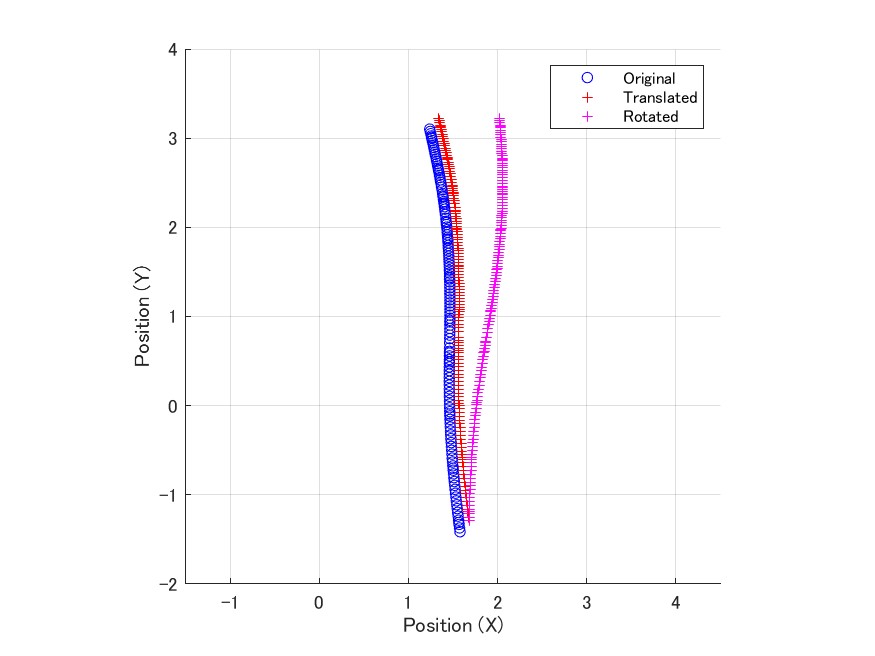 4
3
2
1
0
−1
−2
−1
0
1
2
3
4
Position (Y)
Position (X)
Original
Translated
Rotated